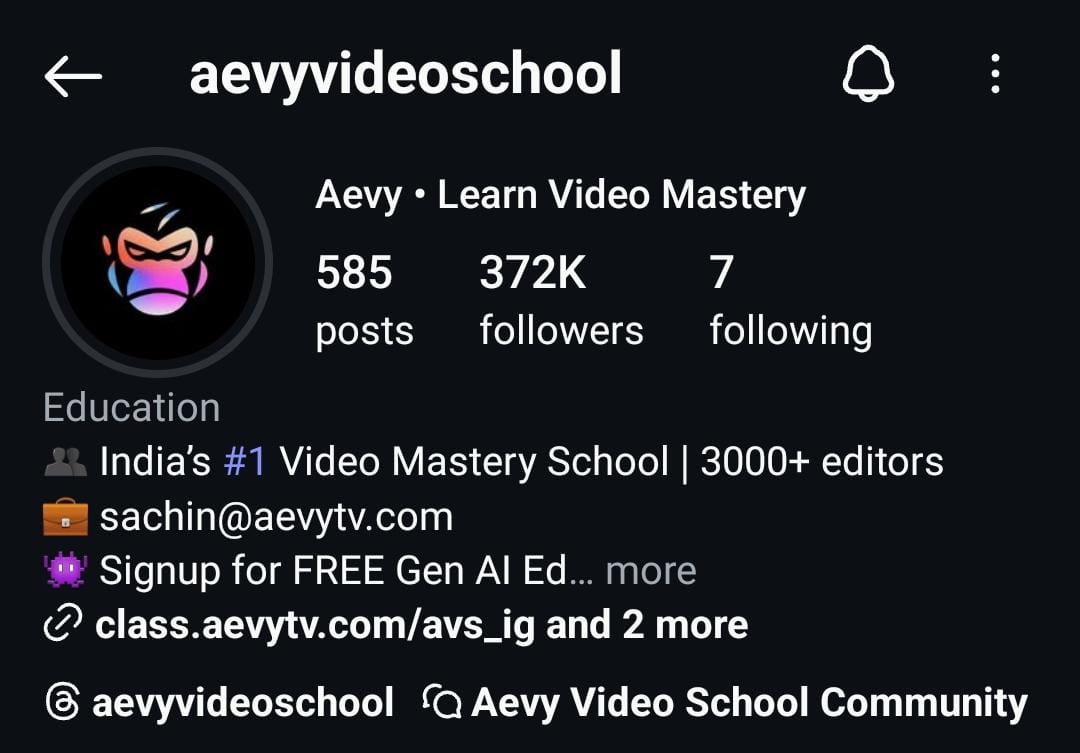 aevyvideoschool
Aevy • Learn Video Mastery
585 372K 7
posts followers following
Education
👥 India's #1 Video Mastery School | 3000+ editors
💼 sachin@aevytv.com
👾 Signup for FREE Gen AI Ed... more
class.aevytv.com/avs_ig and 2 more
aevyvideoschool Aevy Video School Community